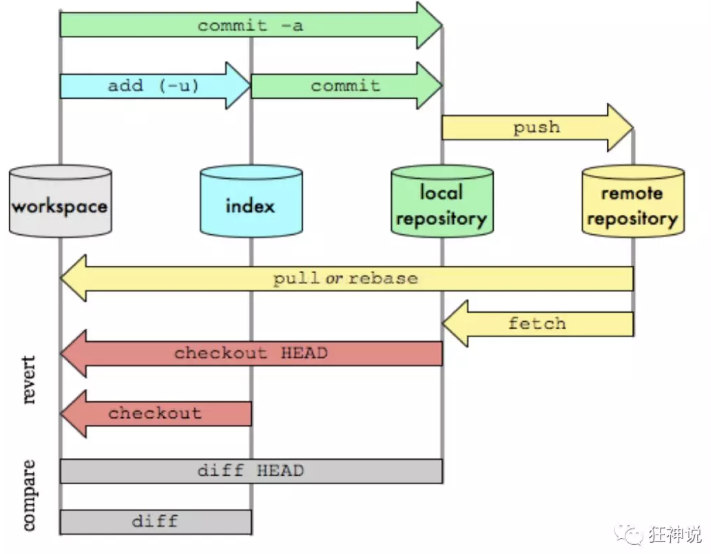 commit -a
add (-u)
commit
push
workspace
index
local
repository
remote
repository
pull or rebase
fetch
revert
checkout HEAD
checkout
compare
diff HEAD
diff
狂神说